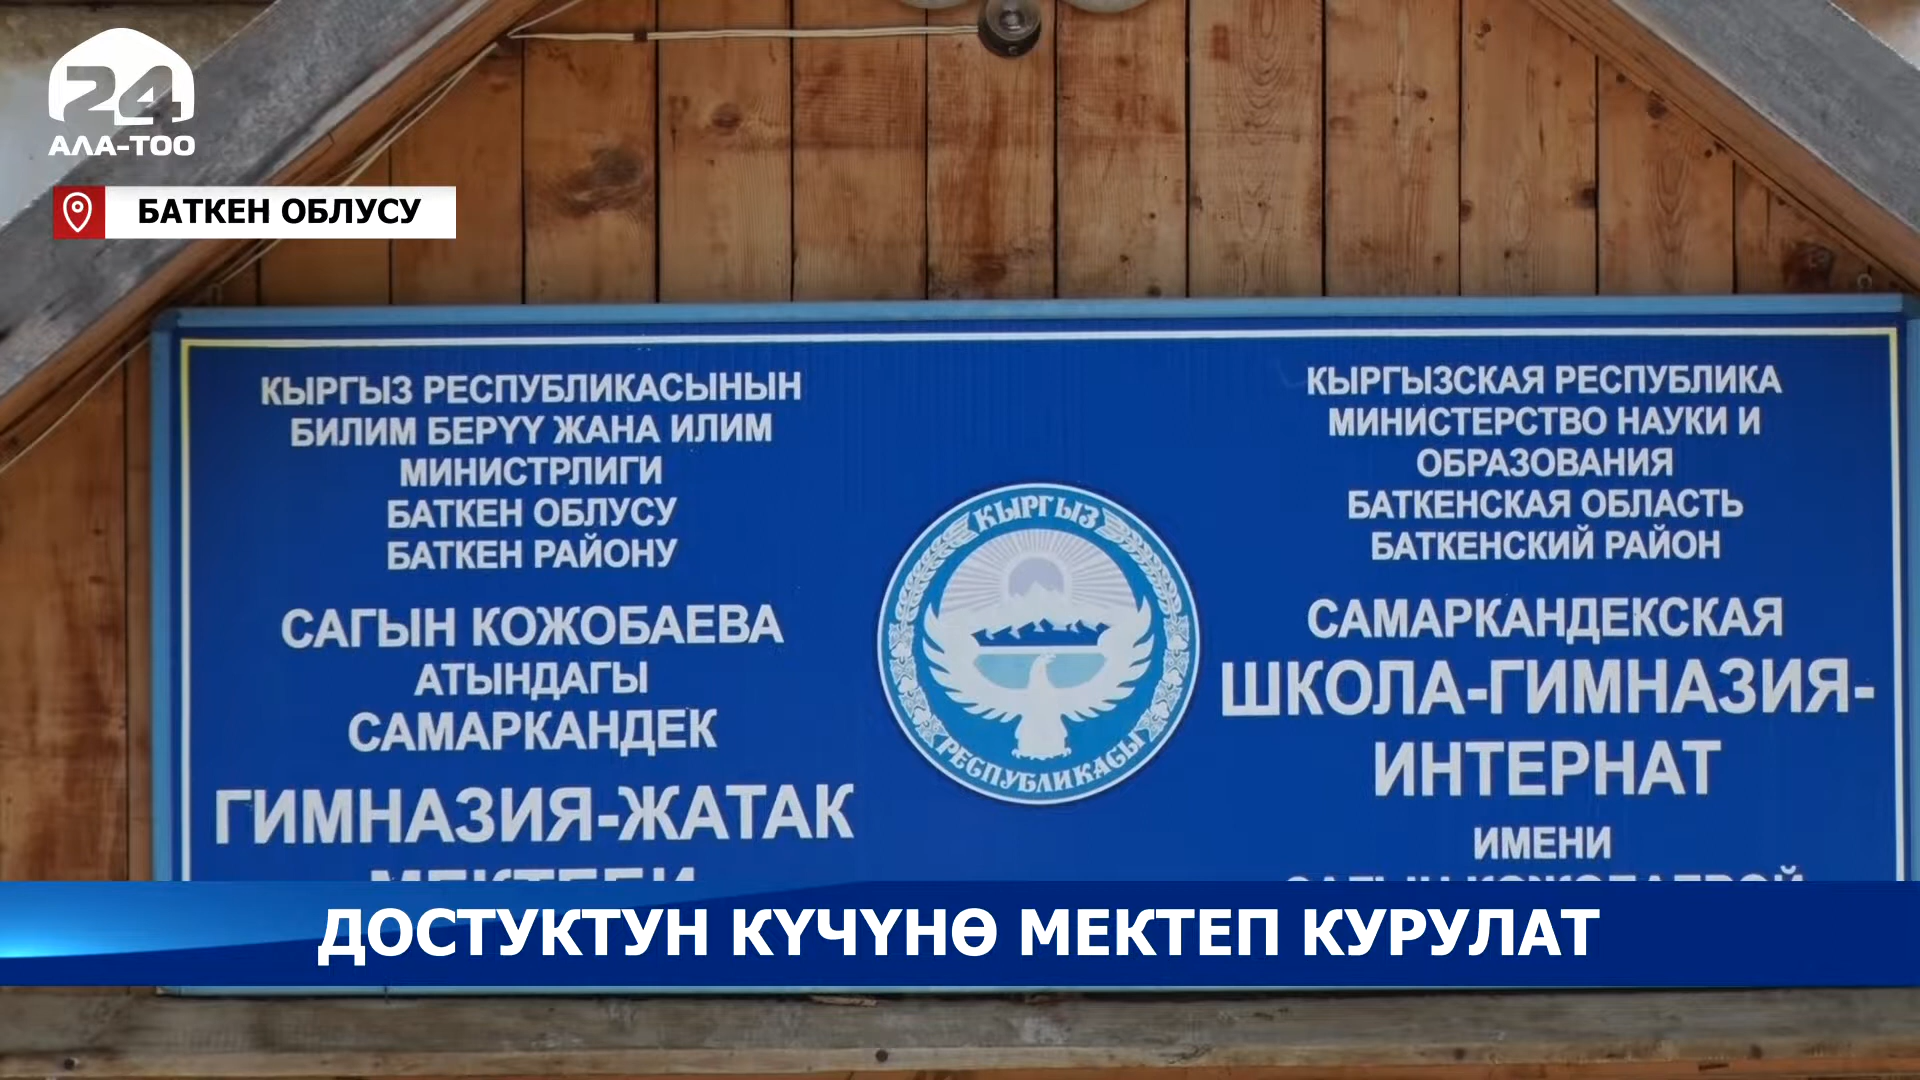 24
АЛА-ТОО
БАТКЕН ОБЛУСУ
КЫРГЫЗ РЕСПУБЛИКАСЫНЫН
БИЛИМ БЕРҮҮ ЖАНА ИЛИМ
МИНИСТРЛИГИ
БАТКЕН ОБЛУСУ
БАТКЕН РАЙОНУ
САГЫН КОЖОБАЕВА
АТЫНДАГЫ
САМАРКАНДЕК
ГИМНАЗИЯ-ЖАТАК
МЕКТЕБИ
КЫРГЫЗ
РЕСПУБЛИКАСЫ
КЫРГЫЗСКАЯ РЕСПУБЛИКА
МИНИСТЕРСТВО НАУКИ И
ОБРАЗОВАНИЯ
БАТКЕНСКАЯ ОБЛАСТЬ
БАТКЕНСКИЙ РАЙОН
САМАРКАНДЕКСКАЯ
ШКОЛА-ГИМНАЗИЯ-
ИНТЕРНАТ
ИМЕНИ
ДОСТУКТУН КҮЧҮНӨ МЕКТЕП КУРУЛАТ